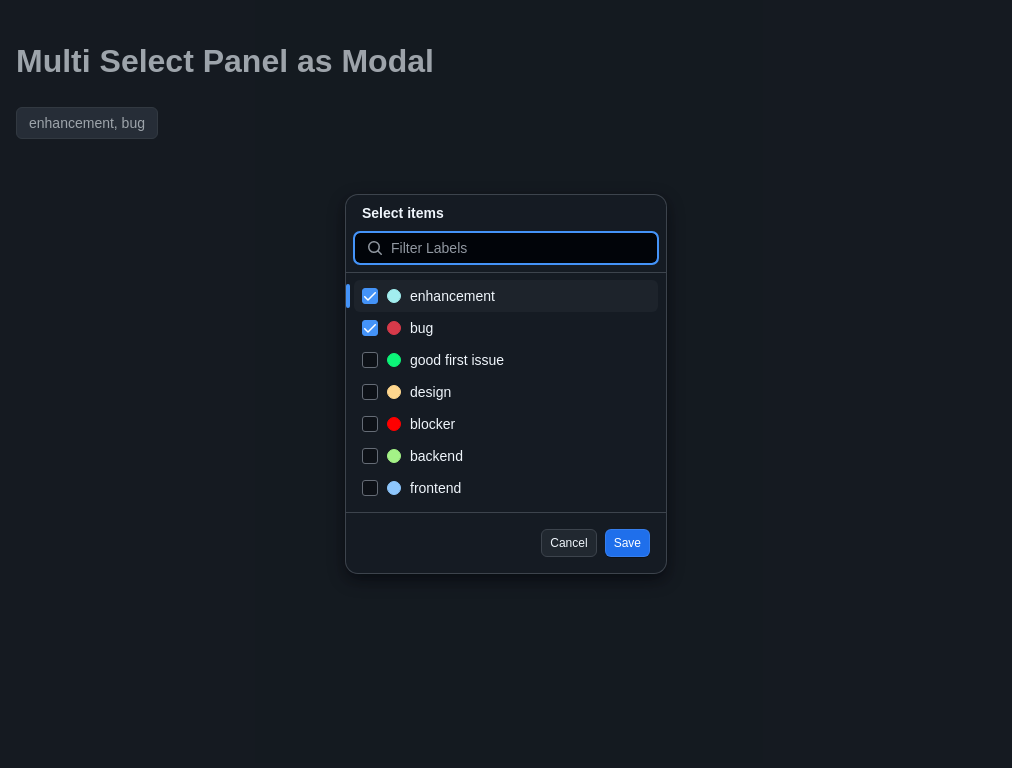 Multi Select Panel as Modal
enhancement, bug
Select items
Filter Labels
enhancement
bug
good first issue
design
blocker
backend
frontend
Cancel Save